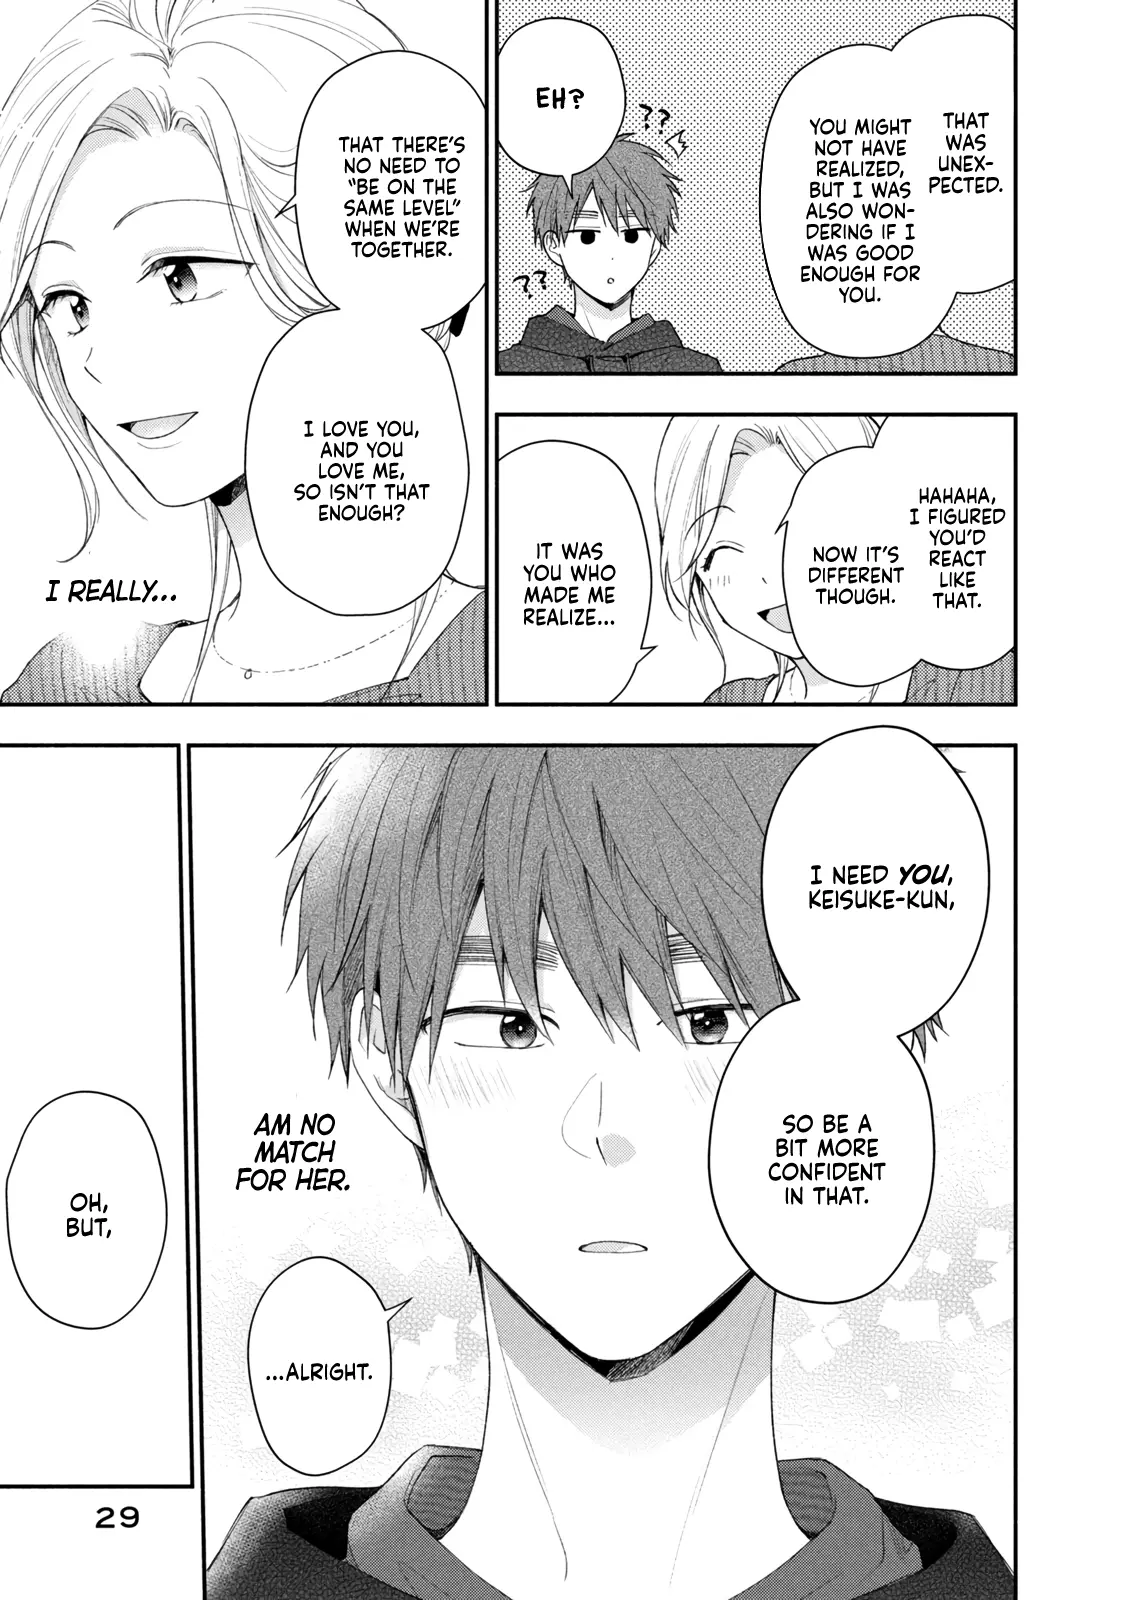 THAT
WAS
UNEX-
PECTED.
YOU MIGHT
NOT HAVE
REALIZED,
BUT I WAS
ALSO WON-
DERING IF I
WAS GOOD
ENOUGH FOR
YOU.
??
EH?
??
HAHAHA,
I FIGURED
YOU'D
REACT
LIKE
THAT.
NOW IT'S
DIFFERENT
THOUGH.
IT WAS
YOU WHO
MADE ME
REALIZE...
THAT THERE'S
NO NEED TO
"BE ON THE
SAME LEVEL"
WHEN WE'RE
TOGETHER.
I LOVE YOU,
AND YOU
LOVE ME,
SO ISN'T THAT
ENOUGH?
I REALLY...
I NEED YOU,
KEISUKE-KUN,
SO BE A
BIT MORE
CONFIDENT
IN THAT.
AM NO
MATCH
FOR HER.
...ALRIGHT.
OH,
BUT,
29